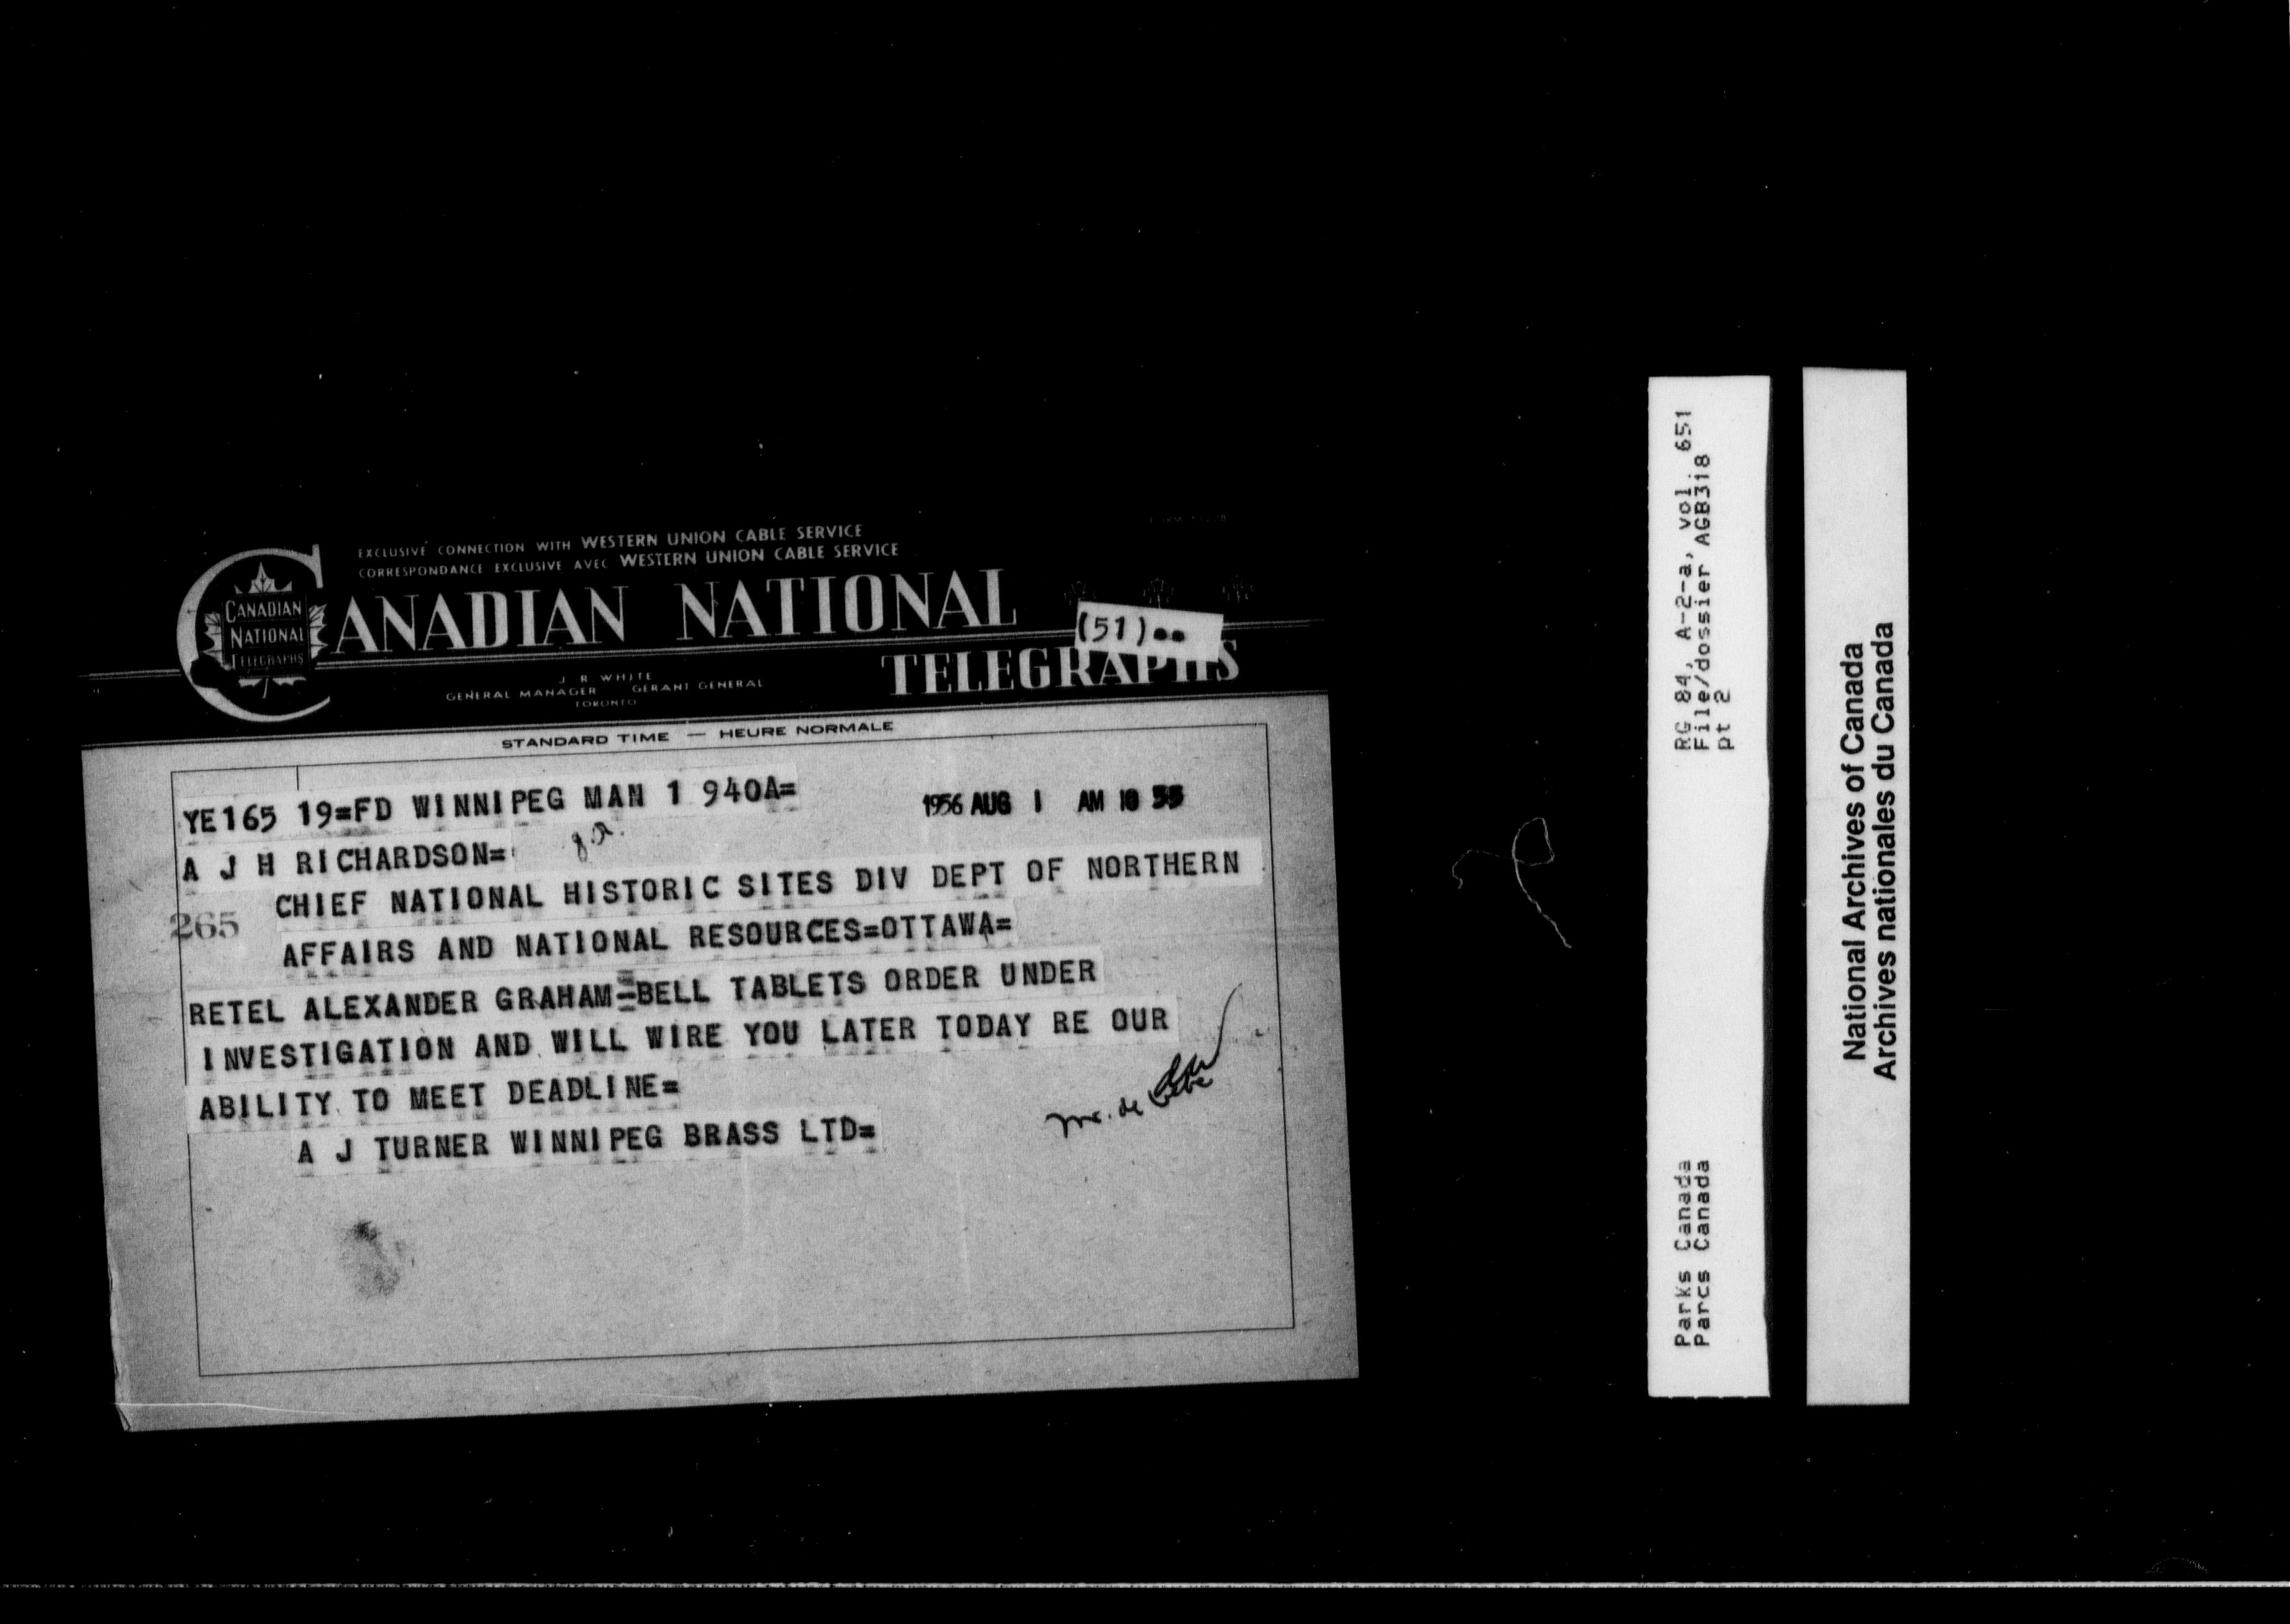 EXCLUSIVE CONNECTION WITH WESTERN UNION CABLE SERVICE
CORRESPONDANCE EXCLUSIVE AVEC WESTERN UNION CABLE SERVICE
CANADIAN NATIONAL
TELEGRAPHS
CANADIAN
NATIONAL
TELEGRAPHS
(51)
J R WHITE
GENERAL MANAGER GERANT GENERAL
TORONTO
STANDARD TIME — HEURE NORMALE
YE165 19=FD WINNIPEG MAN 1 940A=
1956 AUG 1 AM 10 55
A J H RICHARDSON=
CHIEF NATIONAL HISTORIC SITES DIV DEPT OF NORTHERN
265
AFFAIRS AND NATIONAL RESOURCES=OTTAWA=
RETEL ALEXANDER GRAHAM=BELL TABLETS ORDER UNDER
INVESTIGATION AND WILL WIRE YOU LATER TODAY RE OUR
ABILITY TO MEET DEADLINE=
A J TURNER WINNIPEG BRASS LTD=
Mr. de
RG 84, A-2-a, vol. 651
File/dossier AGB318
pt 2
Parks Canada
Parcs Canada
National Archives of Canada
Archives nationales du Canada